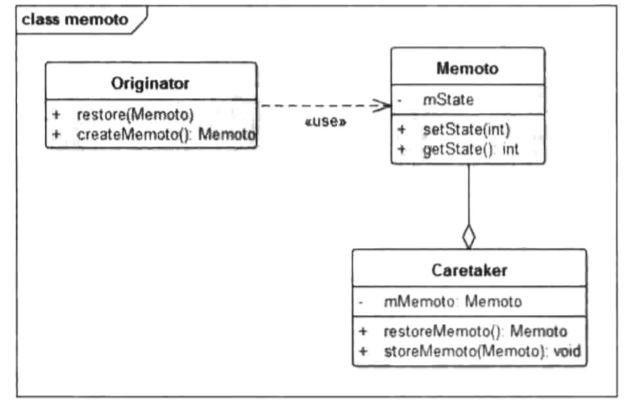 class memoto
Originator
+ restore(Memoto)
+ createMemoto(): Memoto
«use»
Memoto
- mState
+ setState(int)
+ getState(): int
Caretaker
- mMemoto: Memoto
+ restoreMemoto(): Memoto
+ storeMemoto(Memoto): void